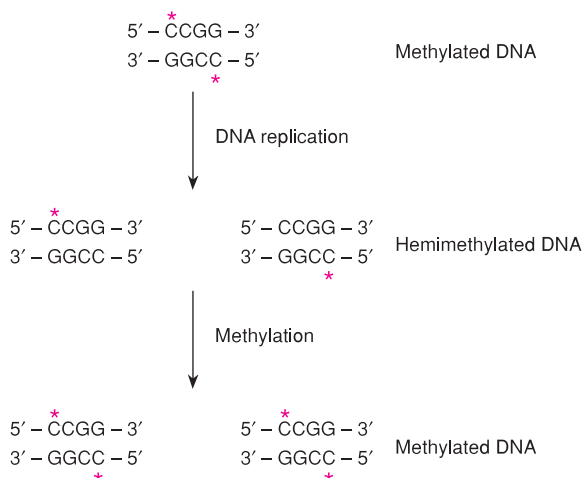 *
5′ – CCGG – 3′
3′ – GGCC – 5′
*
Methylated DNA
DNA replication
*
5′ – CCGG – 3′
3′ – GGCC – 5′
5′ – CCGG – 3′
3′ – GGCC – 5′
*
Hemimethylated DNA
Methylation
*
5′ – CCGG – 3′
3′ – GGCC – 5′
*
*
5′ – CCGG – 3′
3′ – GGCC – 5′
*
Methylated DNA